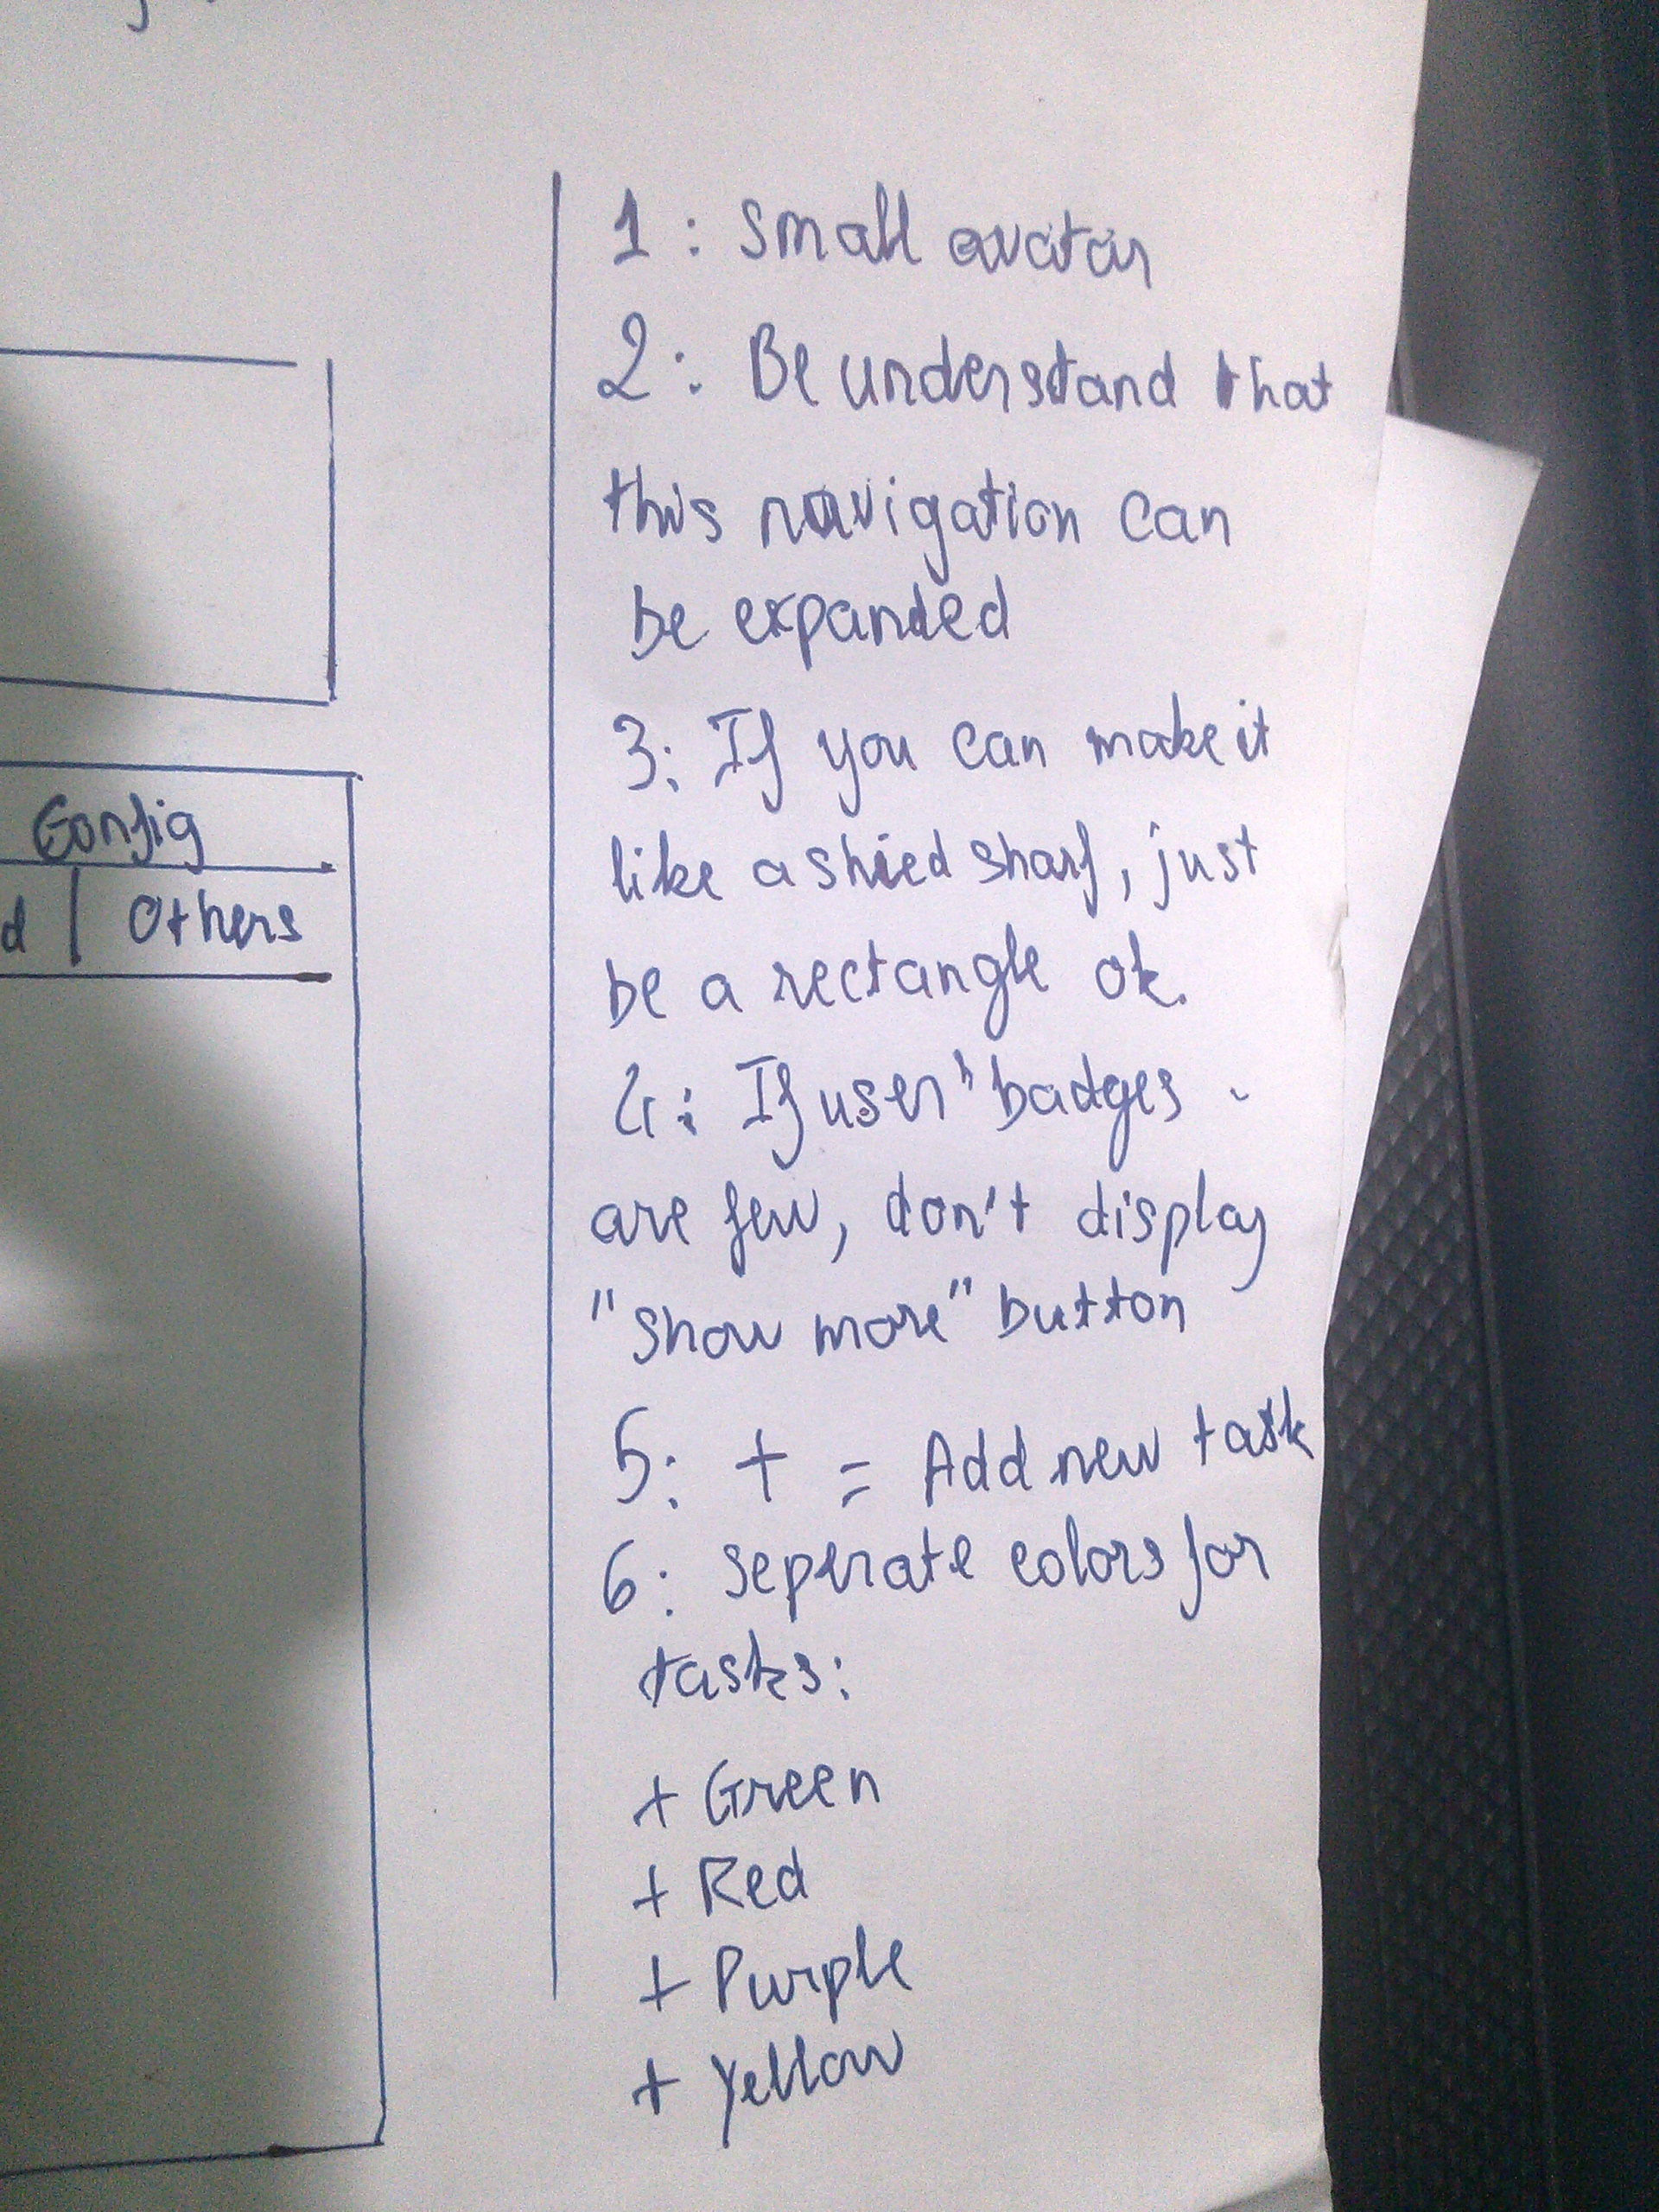 Config
d | Others
1 : Small avatar
2 : Be understand that
this navigation can
be expanded
3: If you can make it
like a shied sharf, just
be a rectangle ok.
4: If user' badges
are few, don't display
"Show more" button
5: + = Add new task
6: Seperate colors for
tasks:
+ Green
+ Red
+ Purple
+ Yellow